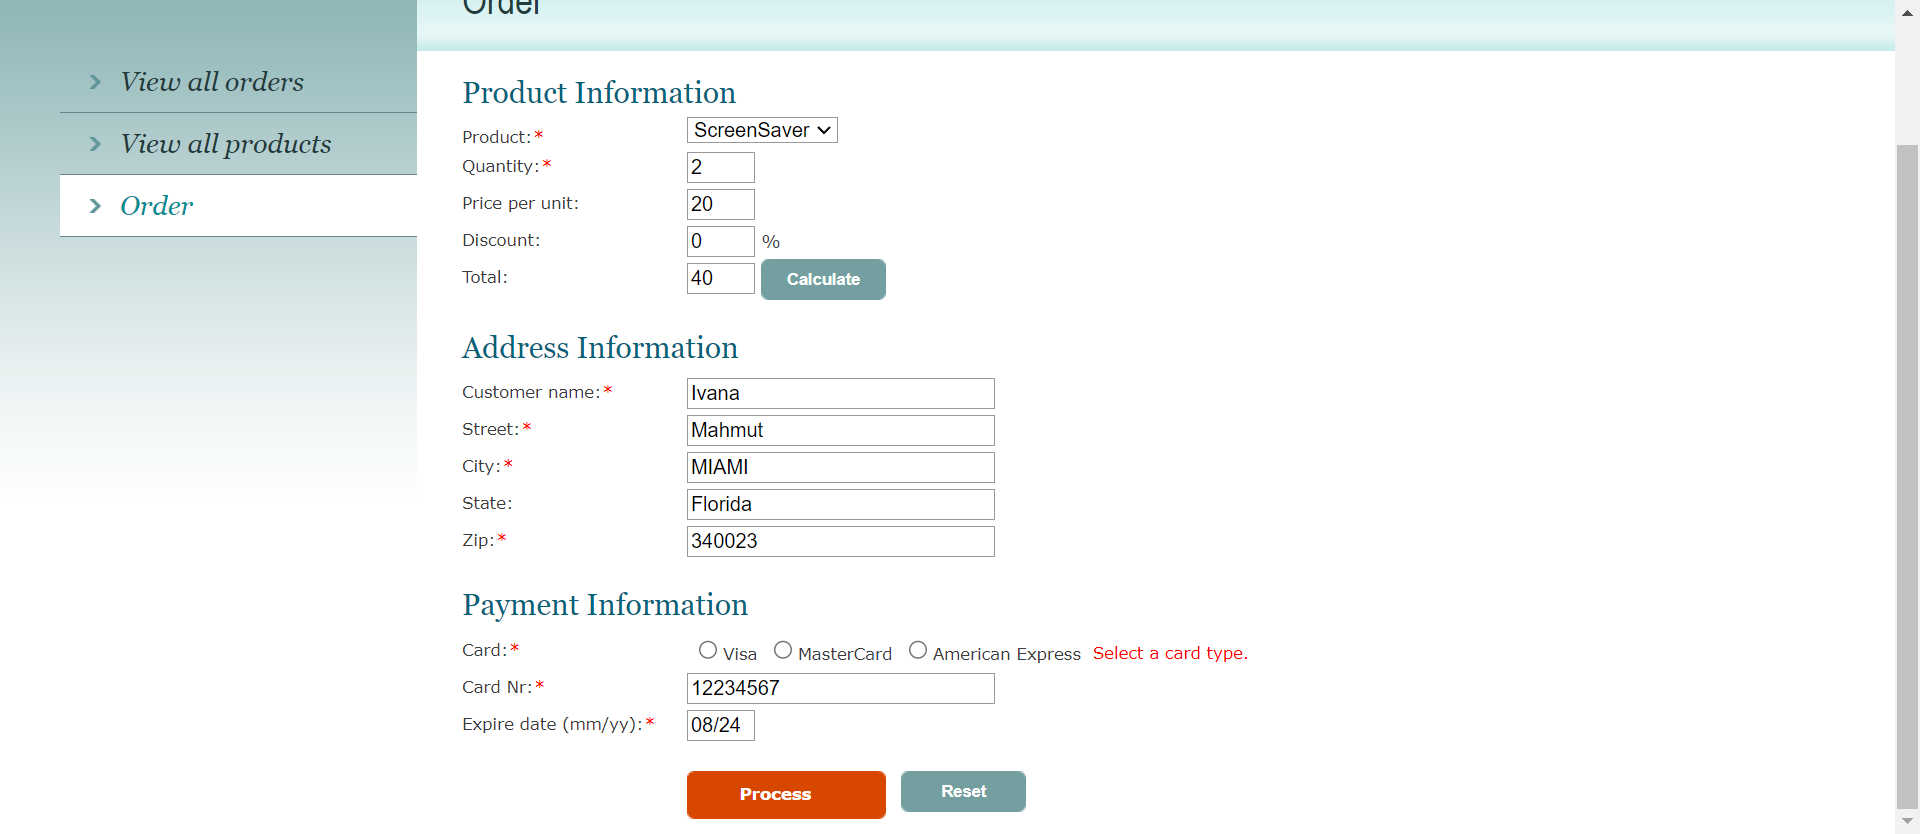 Order
View all orders
View all products
Order
Product Information
Product:* ScreenSaver
Quantity:* 2
Price per unit: 20
Discount: 0 %
Total: 40 Calculate
Address Information
Customer name:* Ivana
Street:* Mahmut
City:* MIAMI
State: Florida
Zip:* 340023
Payment Information
Card:* Visa MasterCard American Express Select a card type.
Card Nr:* 12234567
Expire date (mm/yy):* 08/24
Process Reset